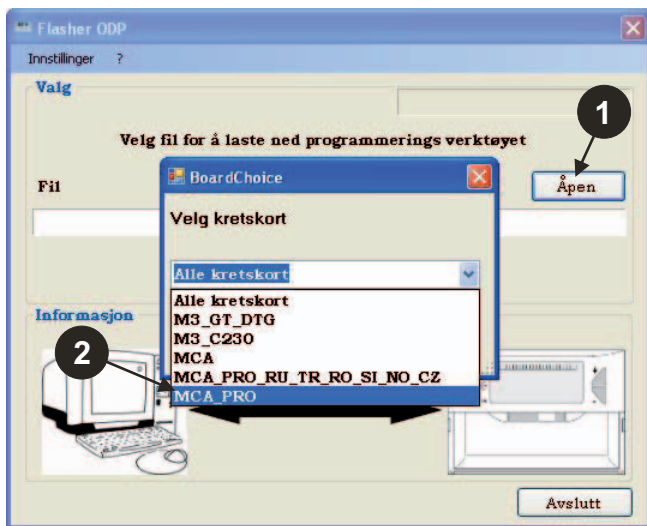 Flasher ODP
Innstillinger ?
Valg
1
Velg fil for å laste ned programmerings verktøyet
Fil
Åpen
BoardChoice
Velg kretskort
Alle kretskort
Alle kretskort
M3_GT_DTG
M3_C230
MCA
MCA_PRO_RU_TR_RO_SI_NO_CZ
MCA_PRO
Informasjon
2
Avslutt